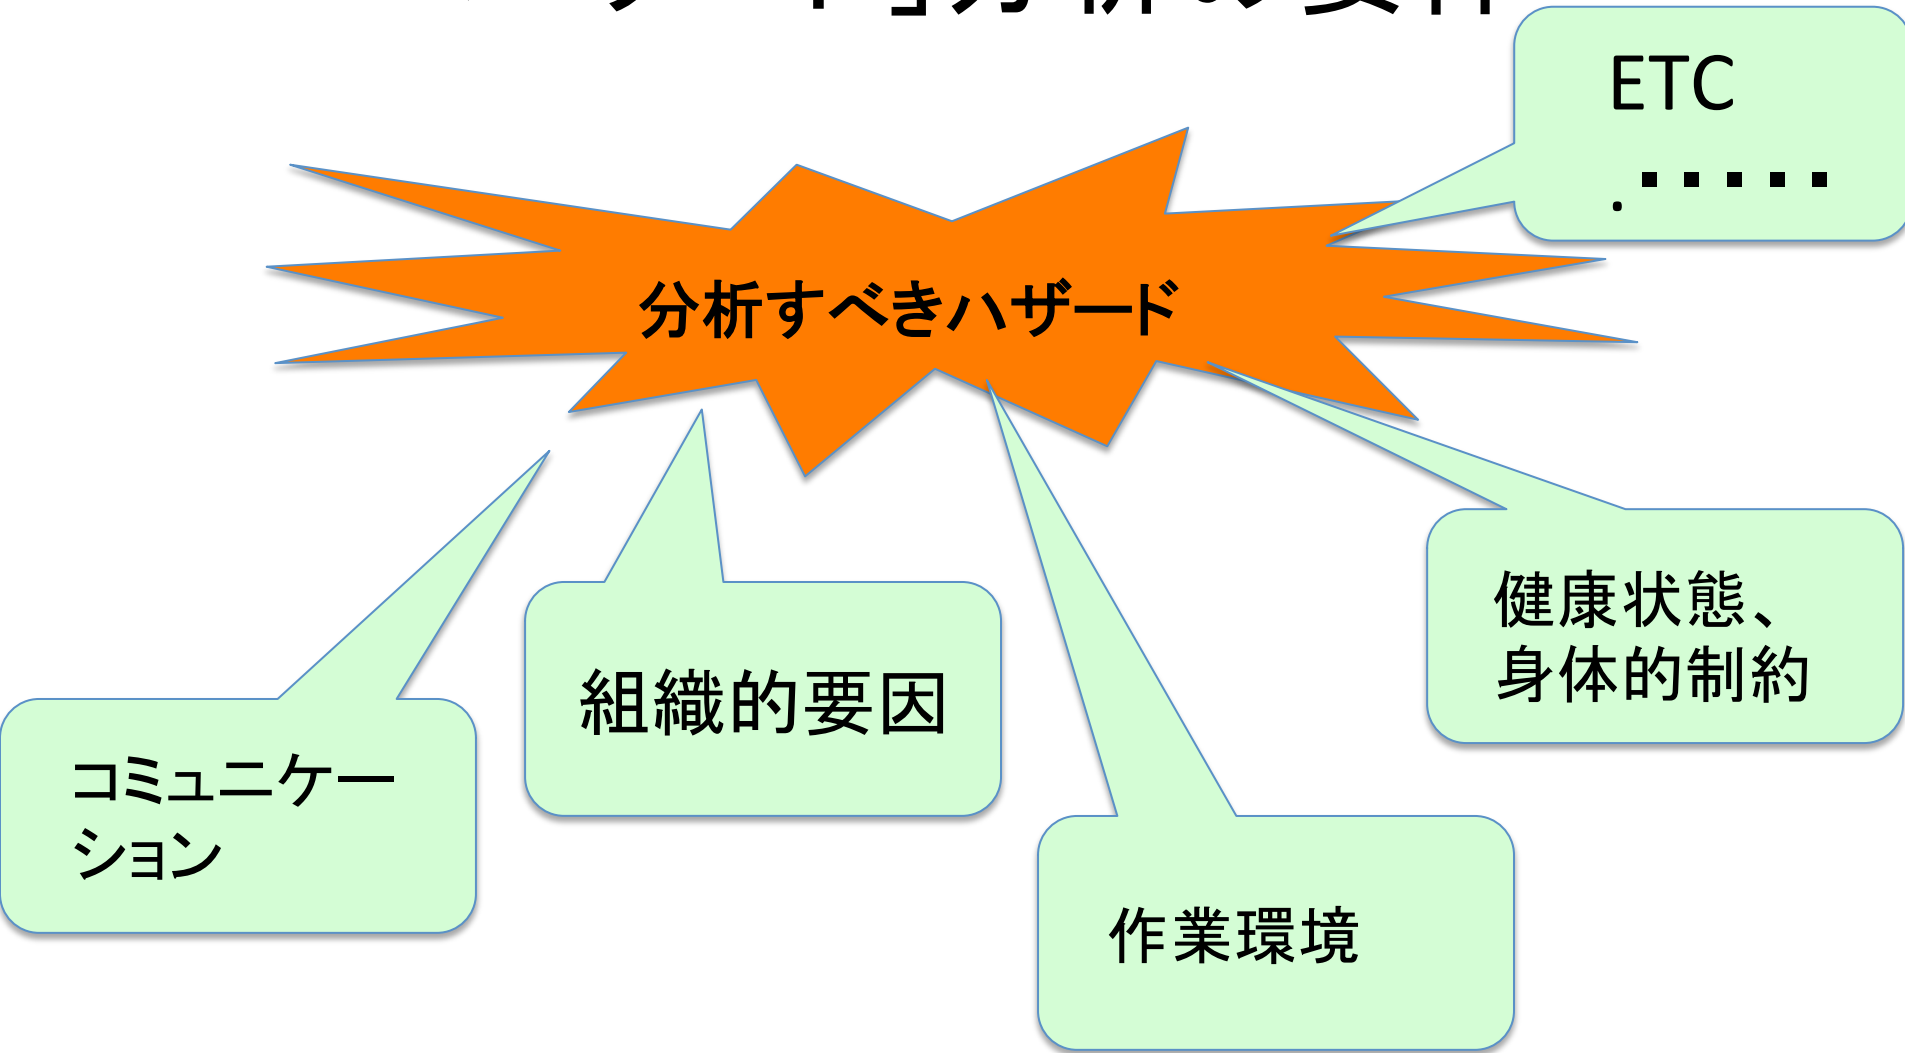 ETC
.▪▪▪▪▪
分析すべきハザード
健康状態、
身体的制約
組織的要因
コミュニケー
ション
作業環境